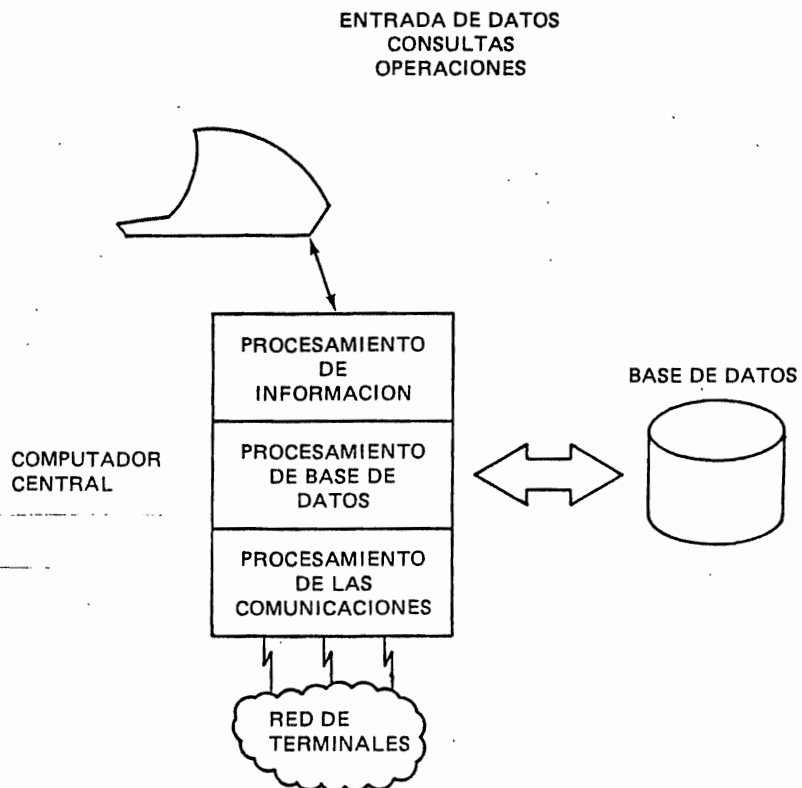 ENTRADA DE DATOS
CONSULTAS
OPERACIONES
PROCESAMIENTO
DE
INFORMACION
BASE DE DATOS
COMPUTADOR
CENTRAL
PROCESAMIENTO
DE BASE DE
DATOS
PROCESAMIENTO
DE LAS
COMUNICACIONES
RED DE
TERMINALES